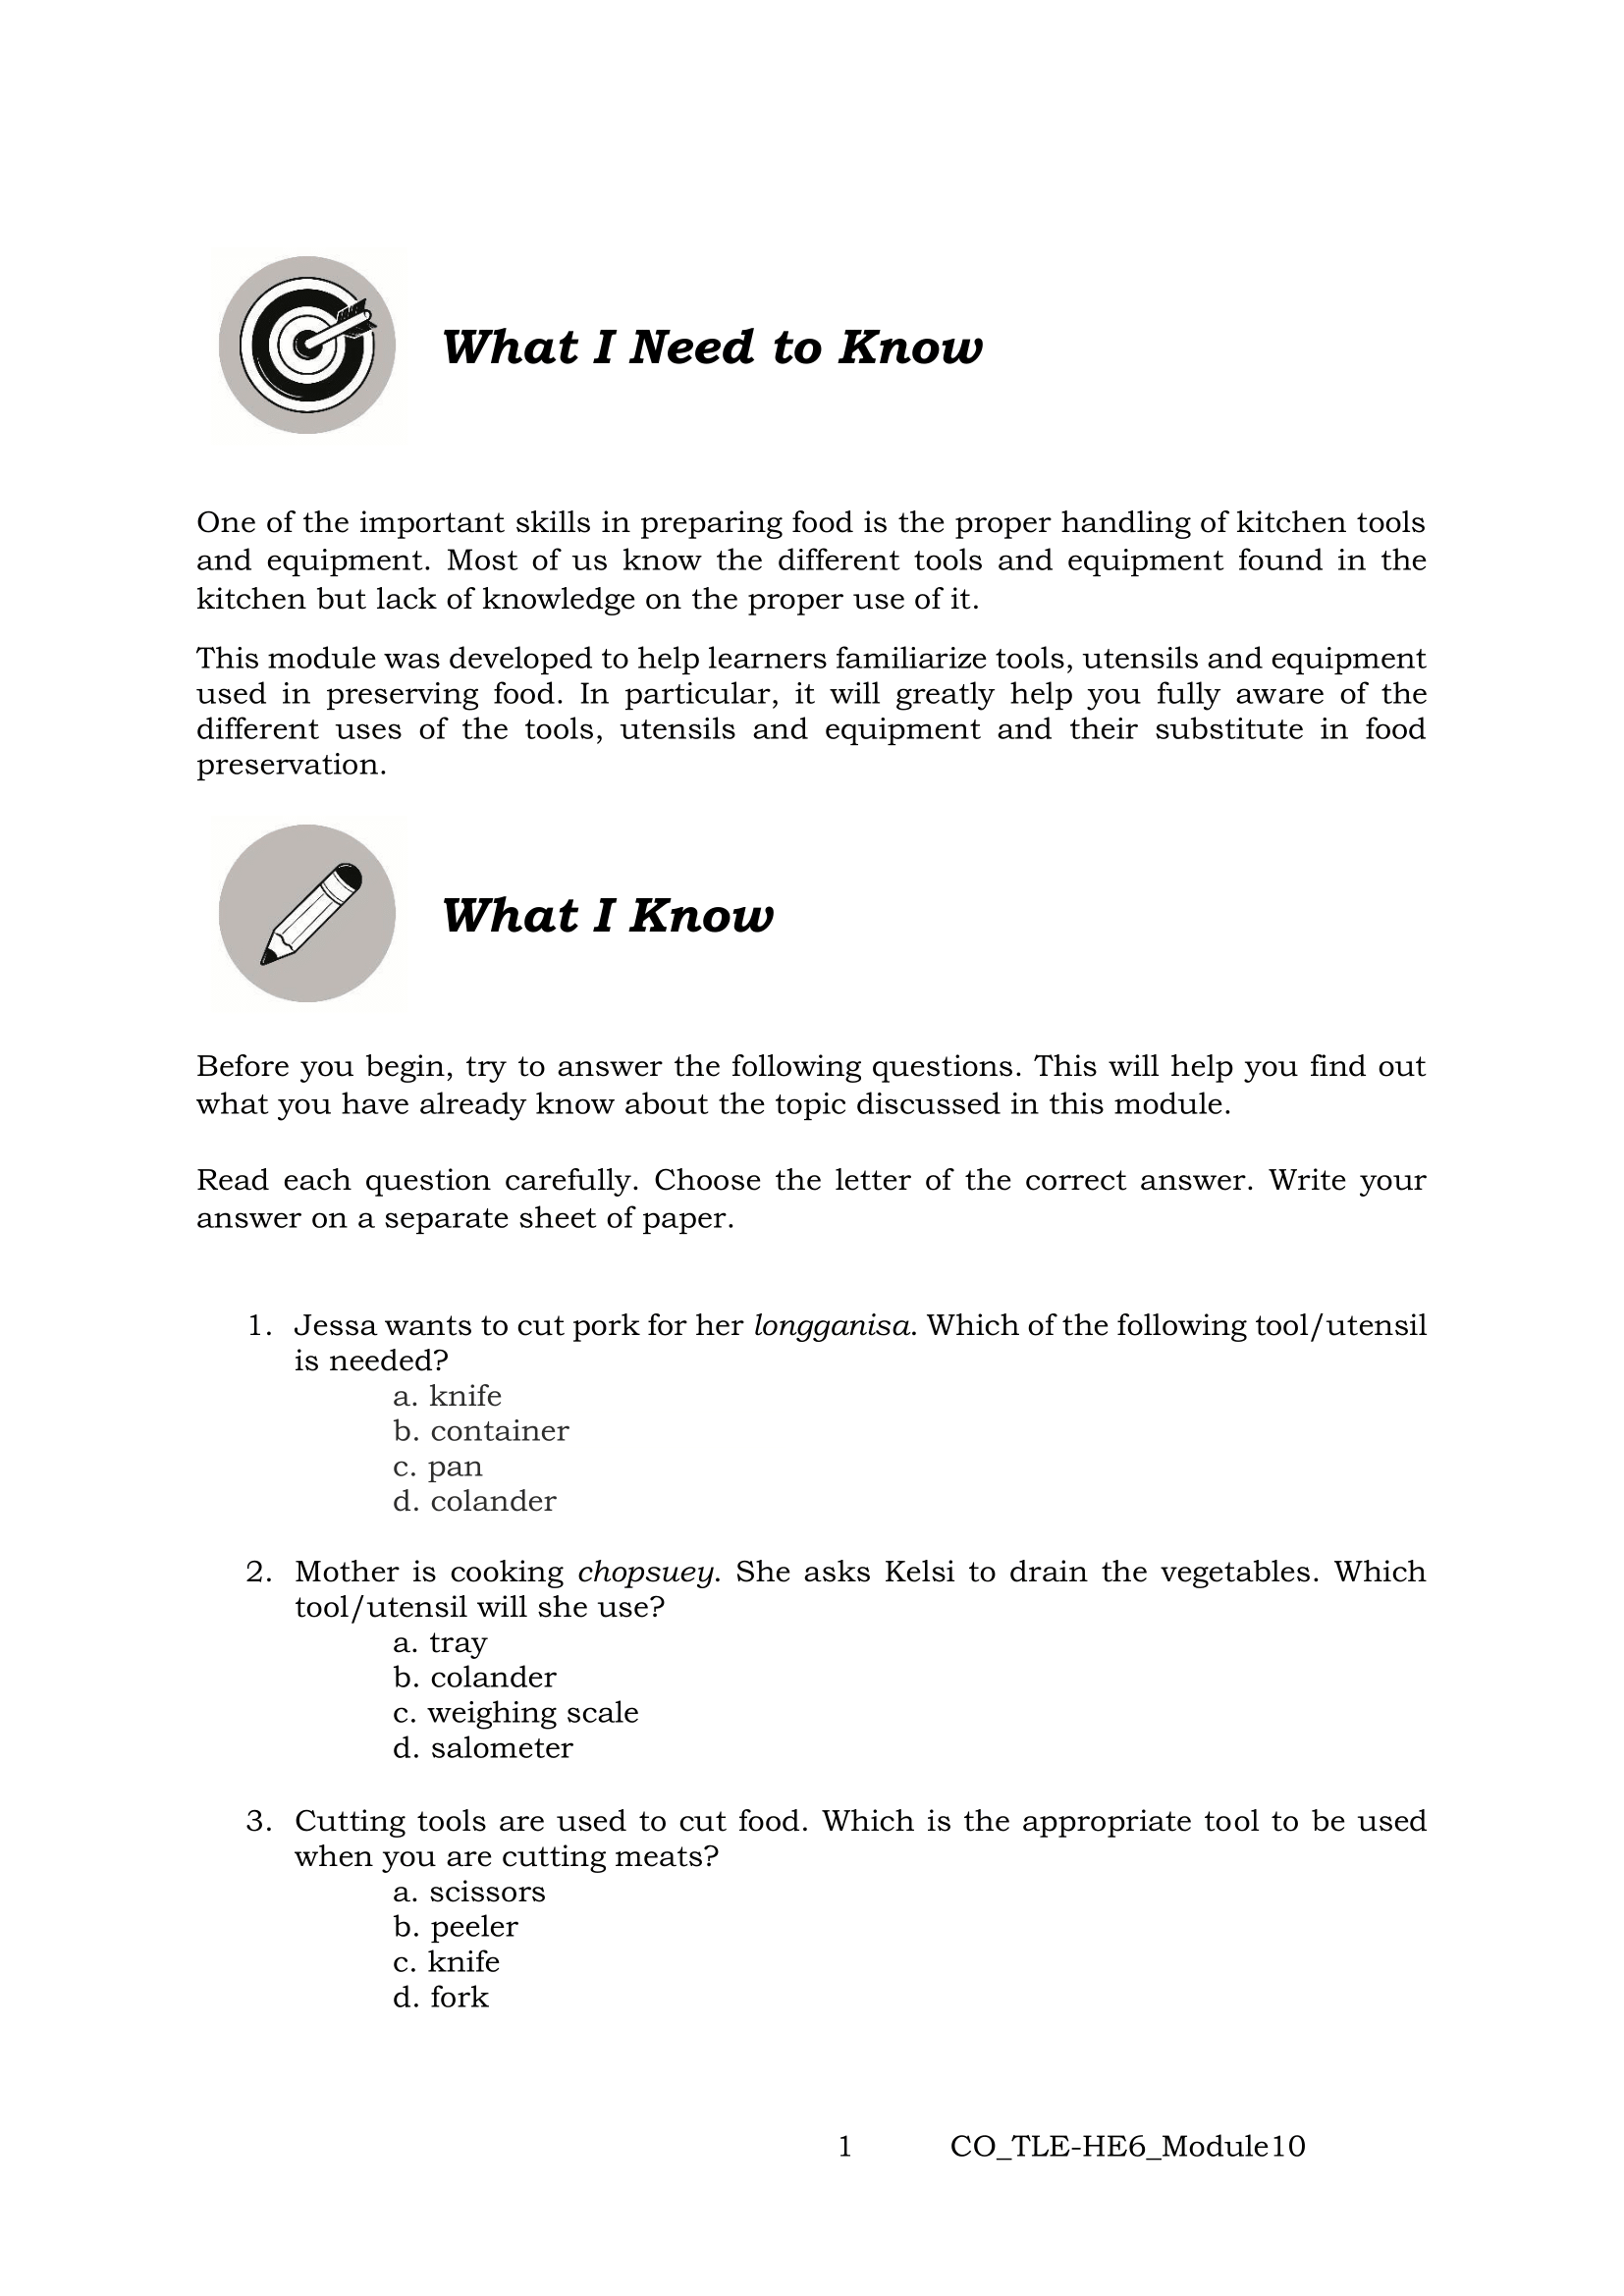 What I Need to Know
One of the important skills in preparing food is the proper handling of kitchen tools
and equipment. Most of us know the different tools and equipment found in the
kitchen but lack of knowledge on the proper use of it.
This module was developed to help learners familiarize tools, utensils and equipment
used in preserving food. In particular, it will greatly help you fully aware of the
different uses of the tools, utensils and equipment and their substitute in food
preservation.
What I Know
Before you begin, try to answer the following questions. This will help you find out
what you have already know about the topic discussed in this module.
Read each question carefully. Choose the letter of the correct answer. Write your
answer on a separate sheet of paper.
1. Jessa wants to cut pork for her longganisa. Which of the following tool/utensil
is needed?
a. knife
b. container
c. pan
d. colander
2. Mother is cooking chopsuey. She asks Kelsi to drain the vegetables. Which
tool/utensil will she use?
a. tray
b. colander
c. weighing scale
d. salometer
3. Cutting tools are used to cut food. Which is the appropriate tool to be used
when you are cutting meats?
a. scissors
b. peeler
c. knife
d. fork
1 CO_TLE-HE6_Module10